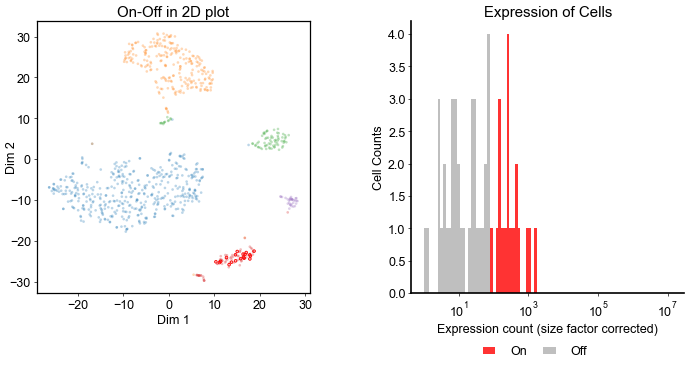 On-Off in 2D plot
30
20
10
0
−10
−20
−30
Dim 2
−20 −10 0 10 20 30
Dim 1
Expression of Cells
4.0
3.5
3.0
2.5
2.0
1.5
1.0
0.5
0.0
Cell Counts
10^1 10^3 10^5 10^7
Expression count (size factor corrected)
On Off